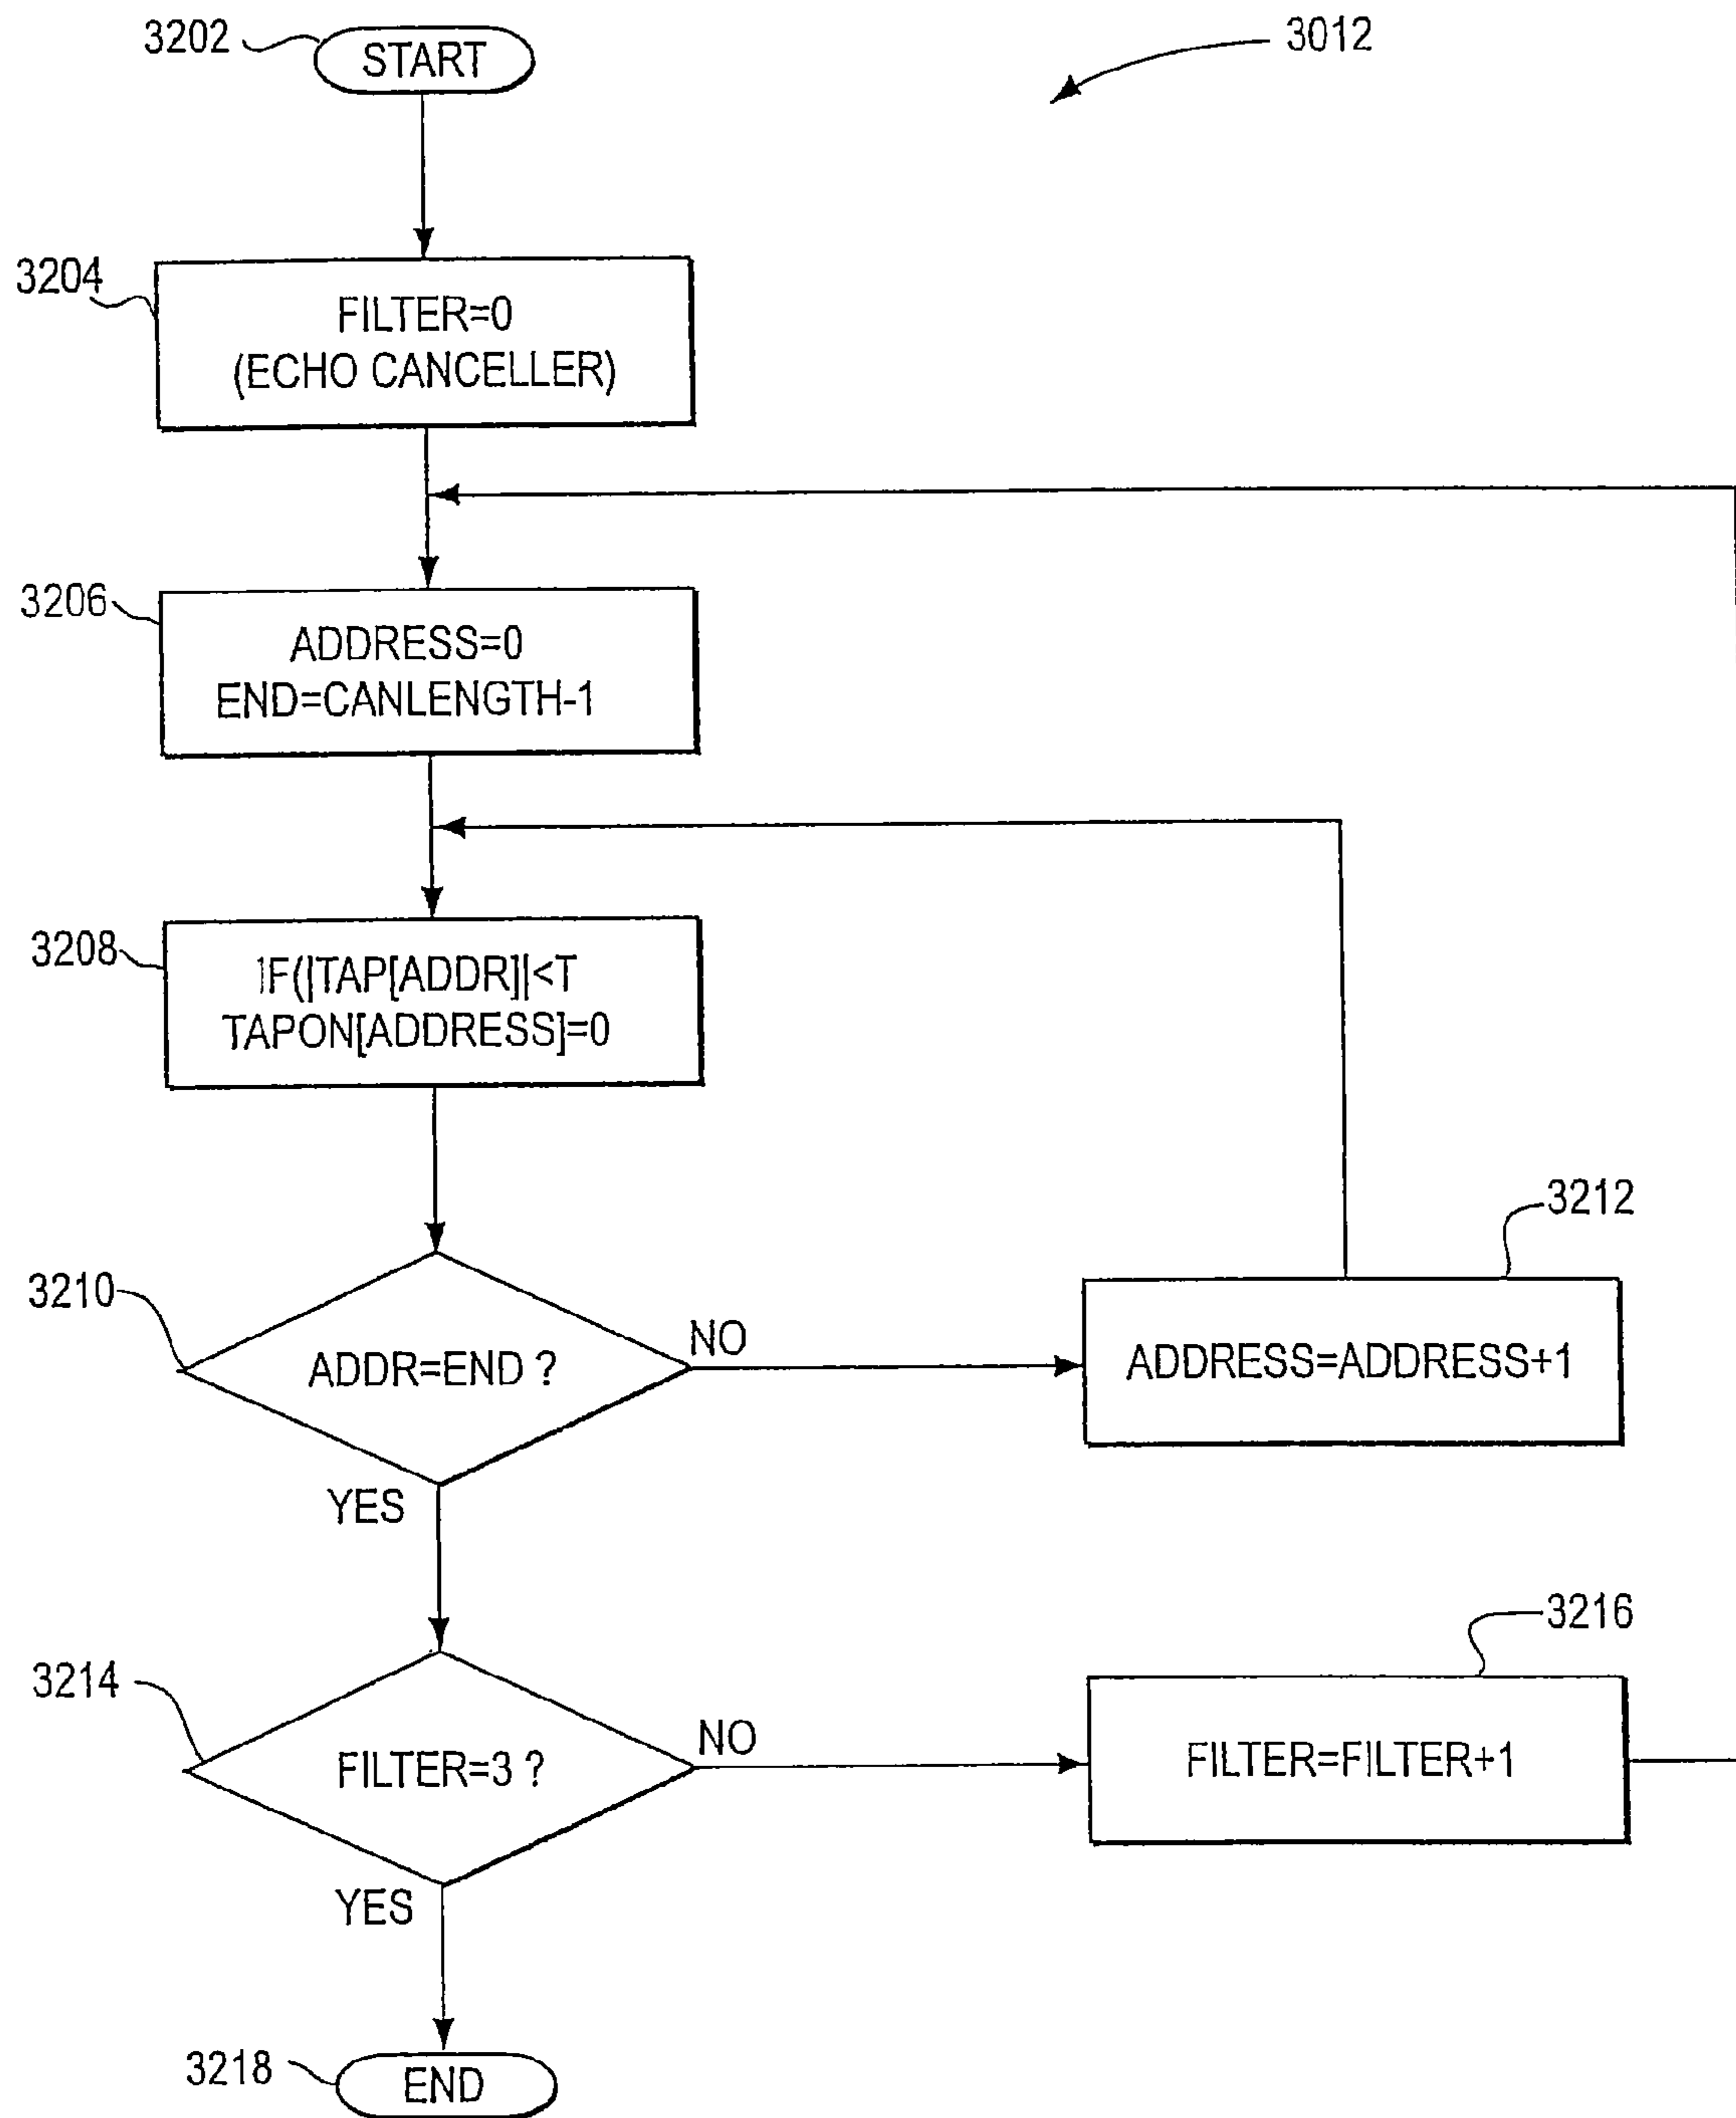 3202
START
3012
3204
FILTER=0
(ECHO CANCELLER)
3206
ADDRESS=0
END=CANLENGTH-1
3208
IF(|TAP[ADDR]|<T
TAPON[ADDRESS]=0
3212
3210
ADDR=END ?
NO
ADDRESS=ADDRESS+1
YES
3216
3214
FILTER=3 ?
NO
FILTER=FILTER+1
YES
3218
END